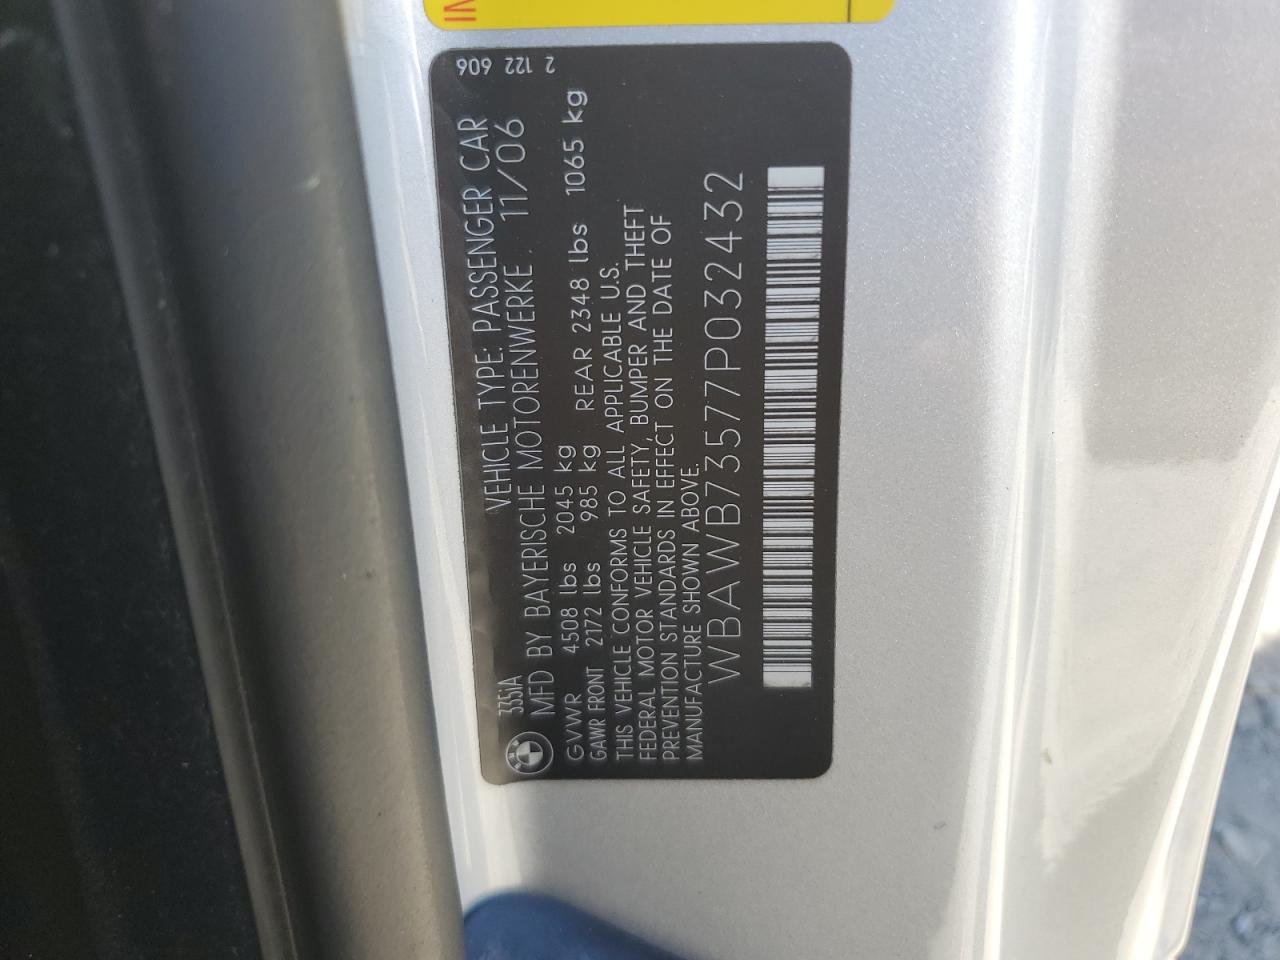 IN
2 122 606
335iA VEHICLE TYPE: PASSENGER CAR
MFD BY BAYERISCHE MOTORENWERKE . 11/06
GVWR 4508 lbs 2045 kg
GAWR FRONT 2172 lbs 985 kg REAR 2348 lbs 1065 kg
THIS VEHICLE CONFORMS TO ALL APPLICABLE U.S.
FEDERAL MOTOR VEHICLE SAFETY, BUMPER AND THEFT
PREVENTION STANDARDS IN EFFECT ON THE DATE OF
MANUFACTURE SHOWN ABOVE.
WBAWB73577P032432